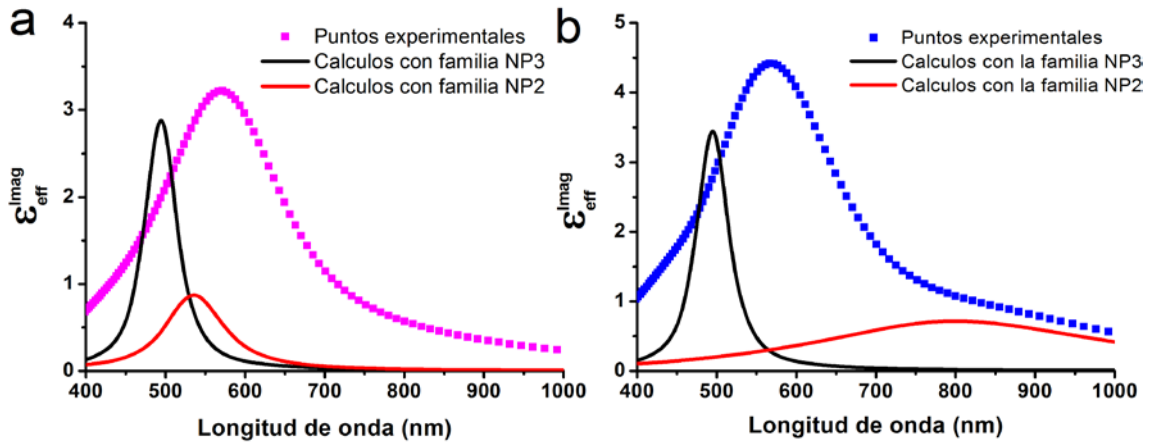 a
4
3
2
1
0
400 500 600 700 800 900 1000
ε Imag eff
Longitud de onda (nm)
Puntos experimentales
Calculos con familia NP3
Calculos con familia NP2
b
5
4
3
2
1
0
400 500 600 700 800 900 1000
ε Imag eff
Longitud de onda (nm)
Puntos experimentales
Calculos con la familia NP3
Calculos con la familia NP2